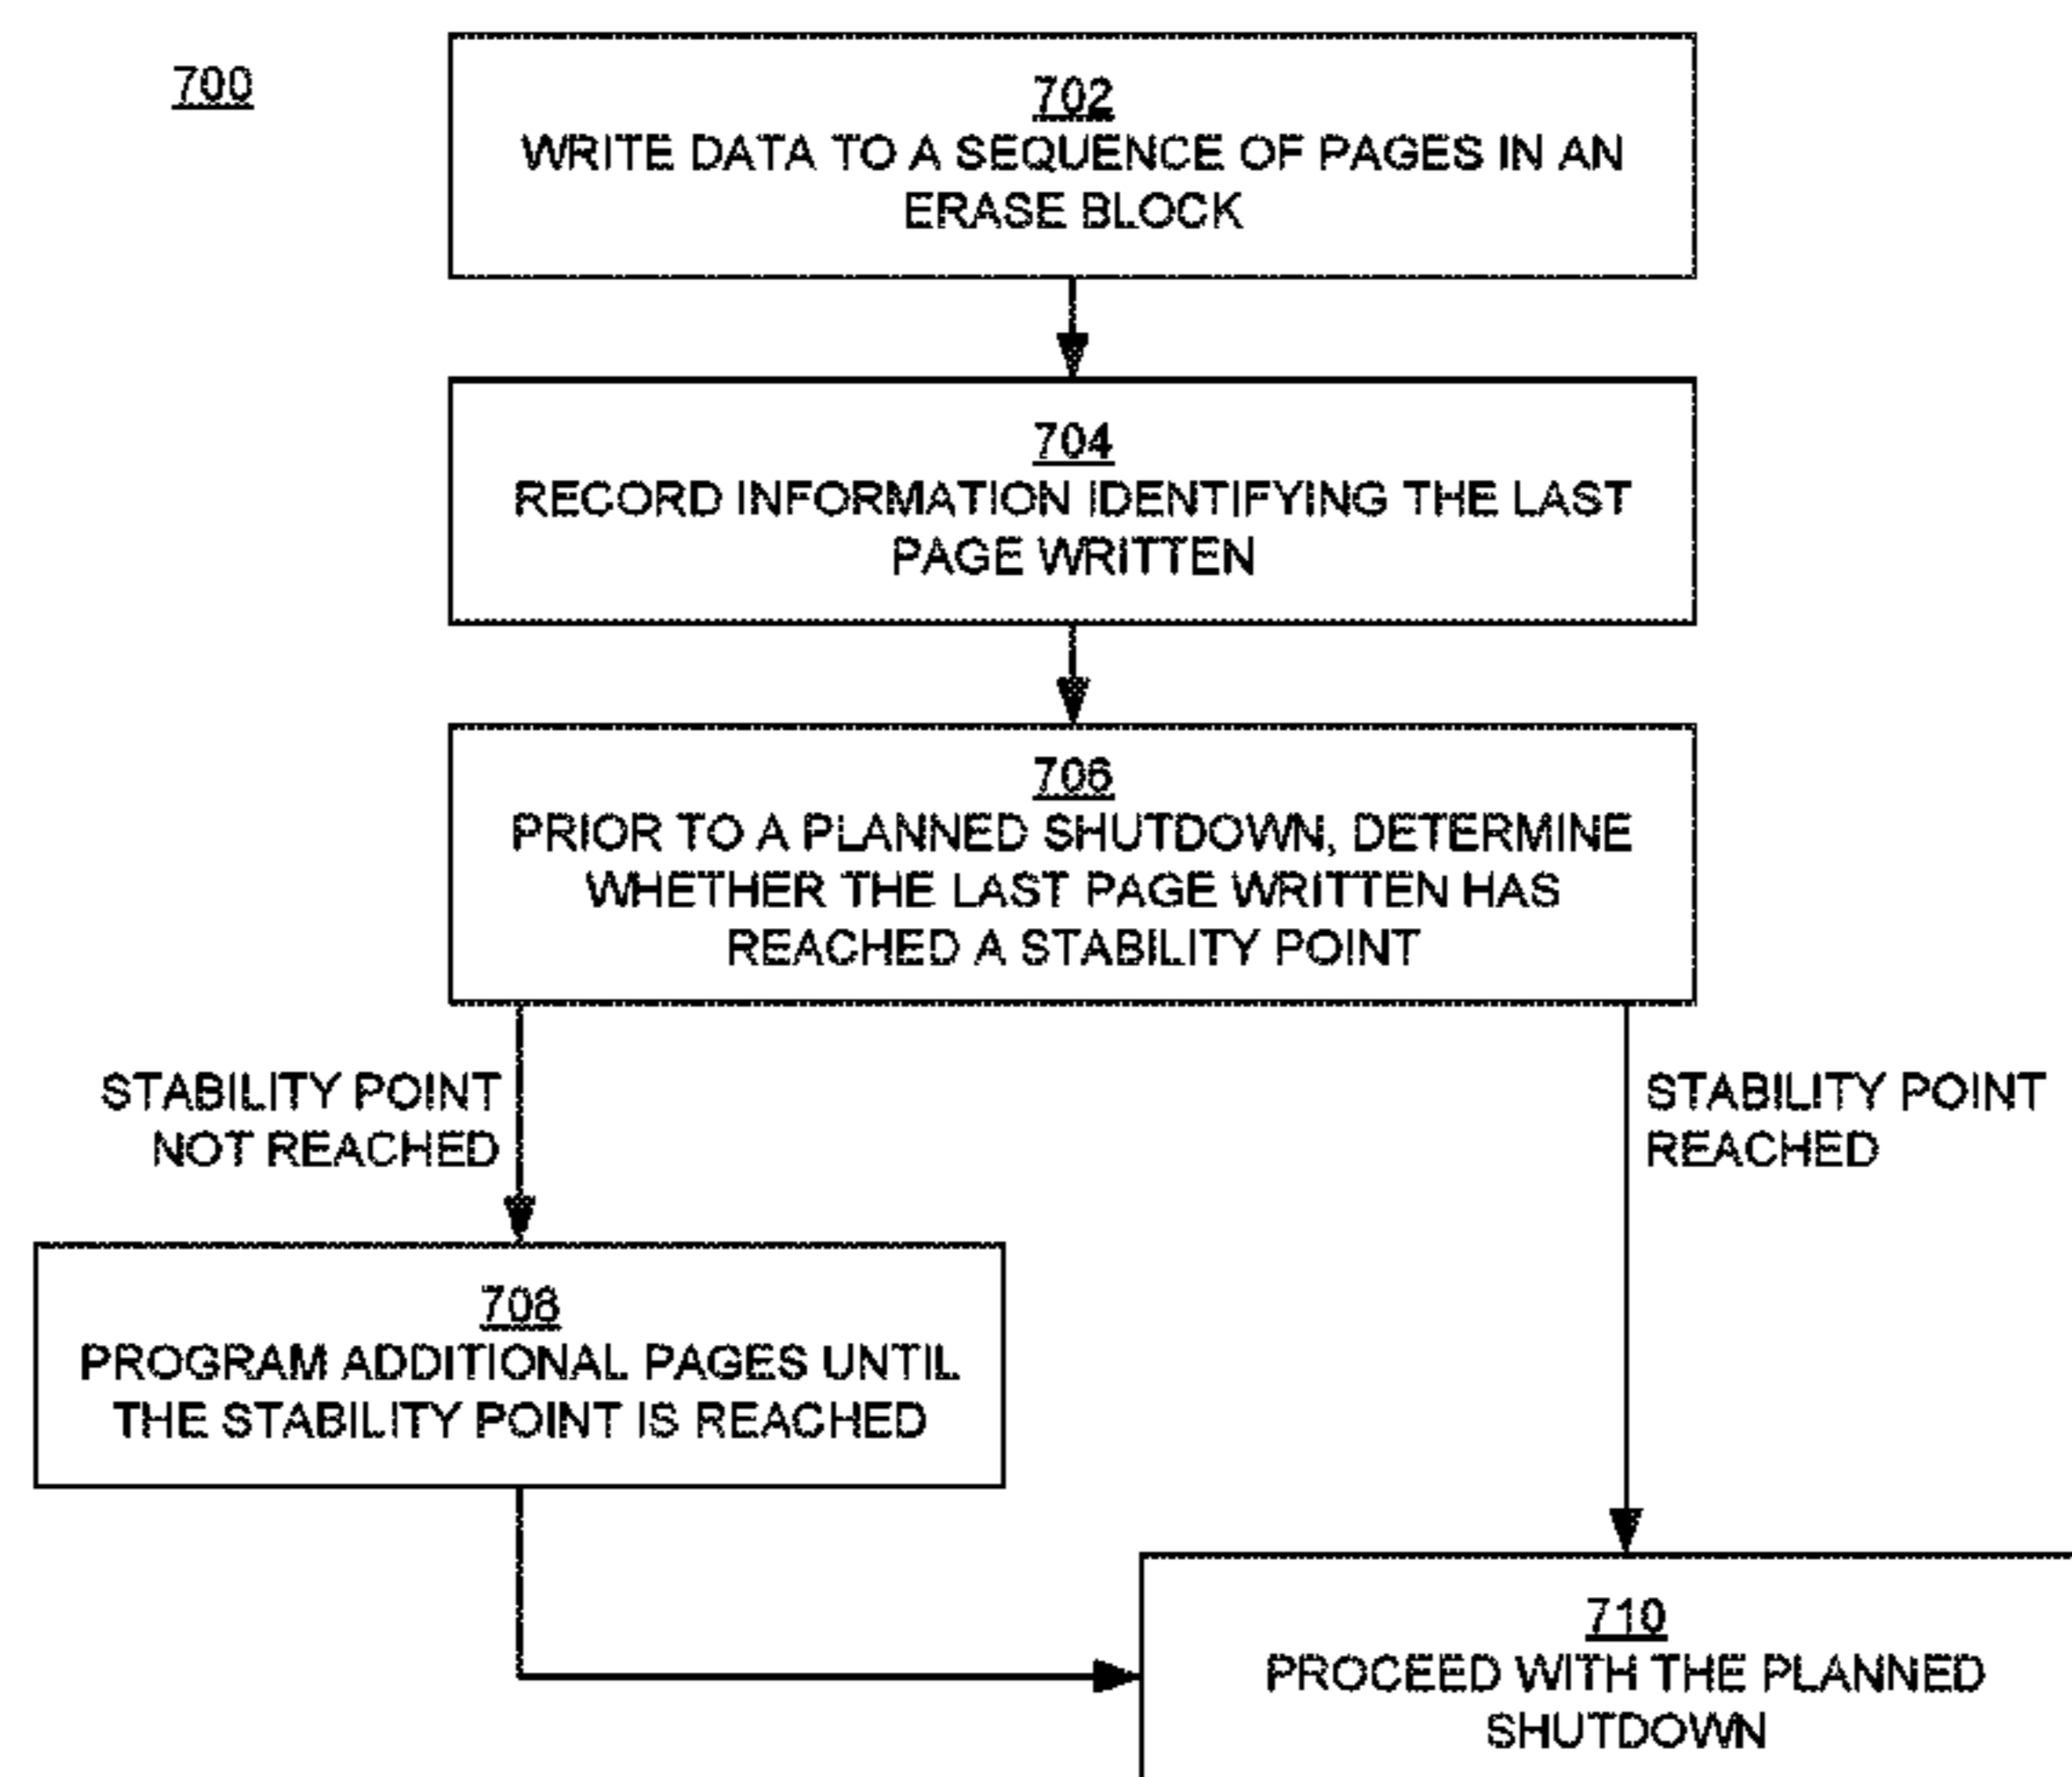 700
702
WRITE DATA TO A SEQUENCE OF PAGES IN AN
ERASE BLOCK
704
RECORD INFORMATION IDENTIFYING THE LAST
PAGE WRITTEN
706
PRIOR TO A PLANNED SHUTDOWN, DETERMINE
WHETHER THE LAST PAGE WRITTEN HAS
REACHED A STABILITY POINT
STABILITY POINT
NOT REACHED
STABILITY POINT
REACHED
708
PROGRAM ADDITIONAL PAGES UNTIL
THE STABILITY POINT IS REACHED
710
PROCEED WITH THE PLANNED
SHUTDOWN